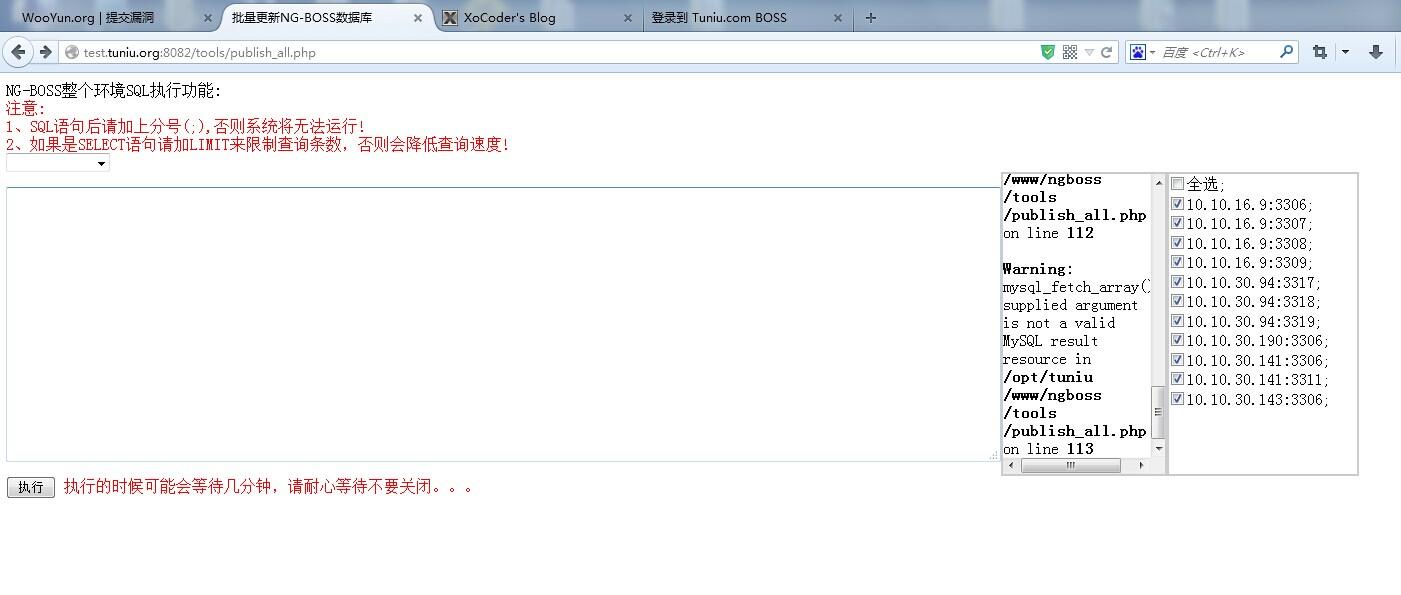 WooYun.org | 提交漏洞
批量更新NG-BOSS数据库
XoCoder's Blog
登录到 Tuniu.com BOSS
test.tuniu.org:8082/tools/publish_all.php
百度 <Ctrl+K>
NG-BOSS整个环境SQL执行功能:
注意:
1、SQL语句后请加上分号(;),否则系统将无法运行!
2、如果是SELECT语句请加LIMIT来限制查询条数, 否则会降低查询速度!
/www/ngboss
/tools
/publish_all.php
on line 112
Warning:
mysql_fetch_array()
supplied argument
is not a valid
MySQL result
resource in
/opt/tuniu
/www/ngboss
/tools
/publish_all.php
on line 113
全选;
10.10.16.9:3306;
10.10.16.9:3307;
10.10.16.9:3308;
10.10.16.9:3309;
10.10.30.94:3317;
10.10.30.94:3318;
10.10.30.94:3319;
10.10.30.190:3306;
10.10.30.141:3306;
10.10.30.141:3311;
10.10.30.143:3306;
执行
执行的时候可能会等待几分钟, 请耐心等待不要关闭。。。